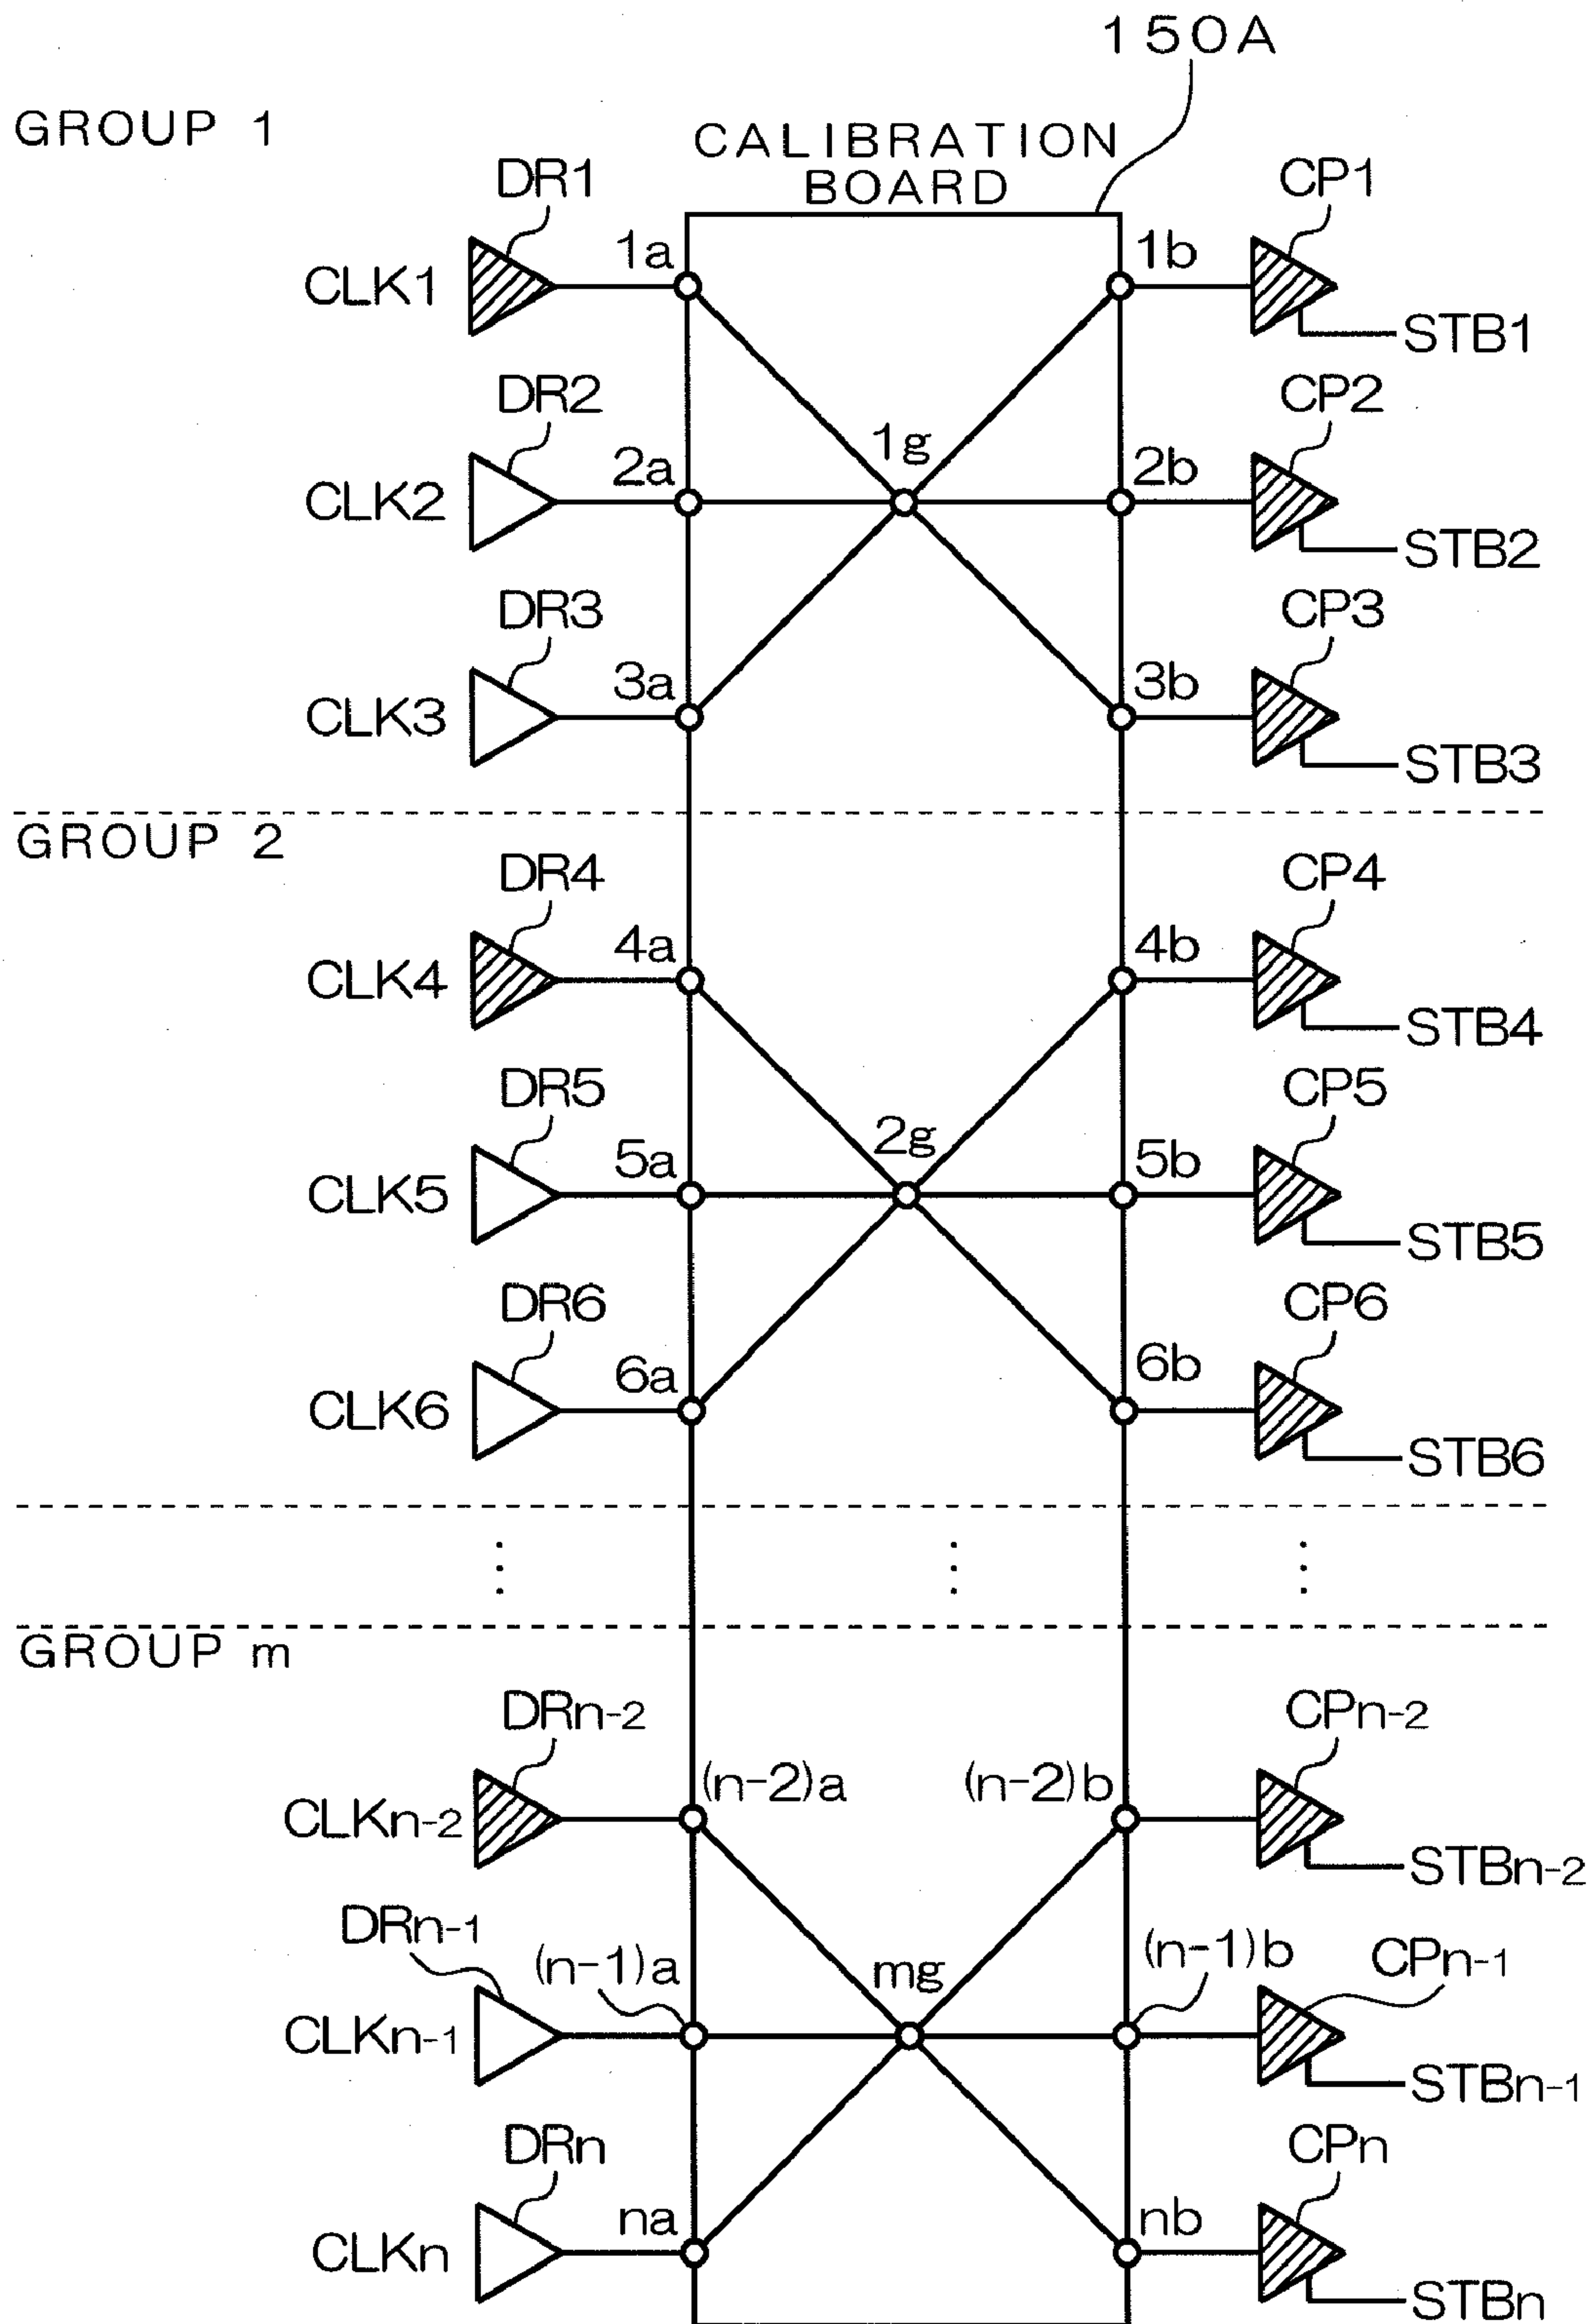 150A
GROUP 1
CALIBRATION
BOARD
DR1
CP1
1a
1b
CLK1
STB1
DR2
CP2
1g
2a
2b
CLK2
STB2
DR3
CP3
3a
3b
CLK3
STB3
GROUP 2
DR4
CP4
4a
4b
CLK4
STB4
DR5
CP5
2g
5a
5b
CLK5
STB5
DR6
CP6
6a
6b
CLK6
STB6
GROUP m
DRn-2
CPn-2
(n-2)a
(n-2)b
CLKn-2
STBn-2
DRn-1
(n-1)a
mg
(n-1)b
CPn-1
CLKn-1
STBn-1
DRn
CPn
na
nb
CLKn
STBn